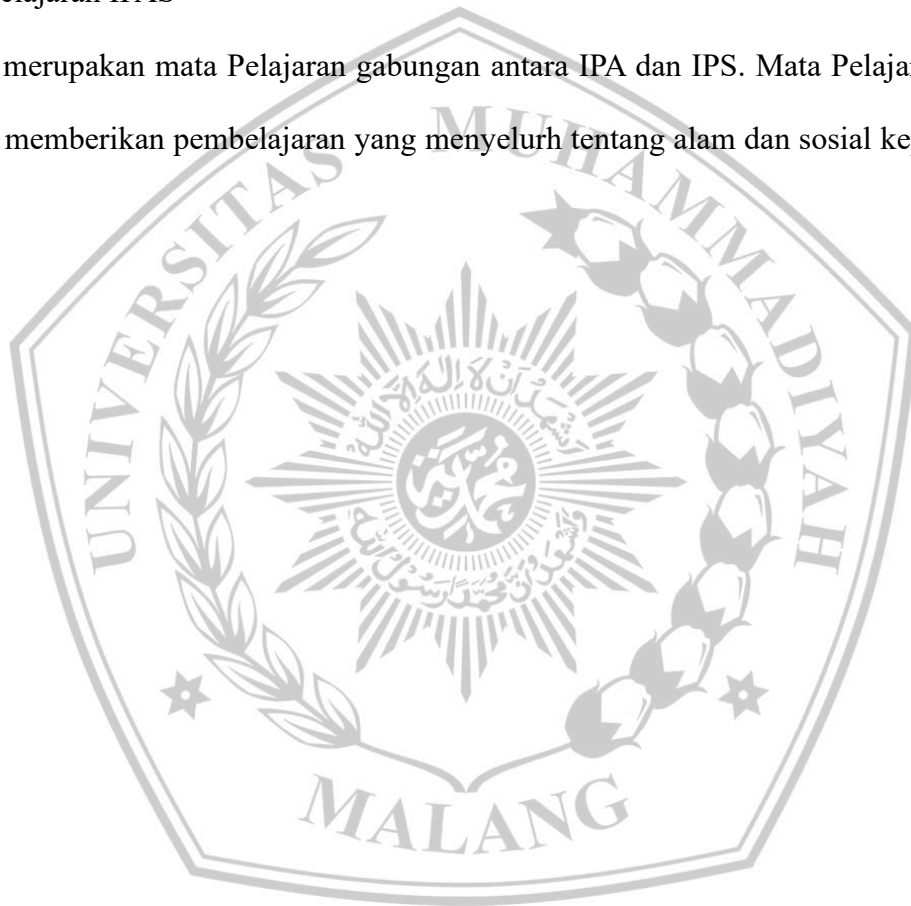 elajaran IPAS
merupakan mata Pelajaran gabungan antara IPA dan IPS. Mata Pelaja
memberikan pembelajaran yang menyelurh tentang alam dan sosial ke
UNIVERSITAS MUHAMMADIYAH
MALANG